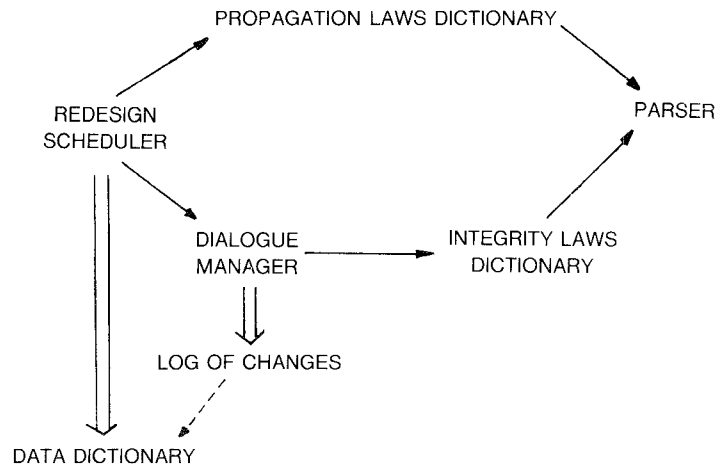 PROPAGATION LAWS DICTIONARY
REDESIGN
SCHEDULER
PARSER
DIALOGUE
MANAGER
INTEGRITY LAWS
DICTIONARY
LOG OF CHANGES
DATA DICTIONARY